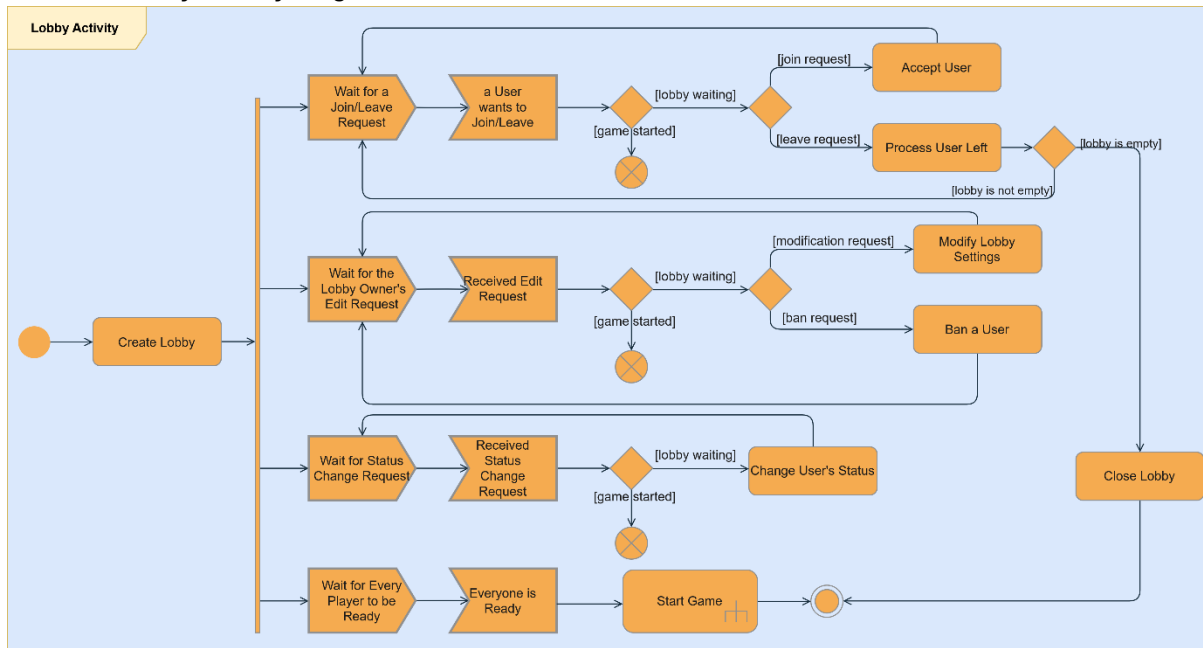 Lobby Activity
Wait for a
Join/Leave
Request
a User
wants to
Join/Leave
[lobby waiting]
[game started]
[join request]
Accept User
[leave request]
Process User Left
[lobby is empty]
[lobby is not empty]
Wait for the
Lobby Owner's
Edit Request
Received Edit
Request
[lobby waiting]
[game started]
[modification request]
Modify Lobby
Settings
[ban request]
Ban a User
Create Lobby
Wait for Status
Change Request
Received
Status
Change
Request
[lobby waiting]
[game started]
Change User's Status
Close Lobby
Wait for Every
Player to be
Ready
Everyone is
Ready
Start Game